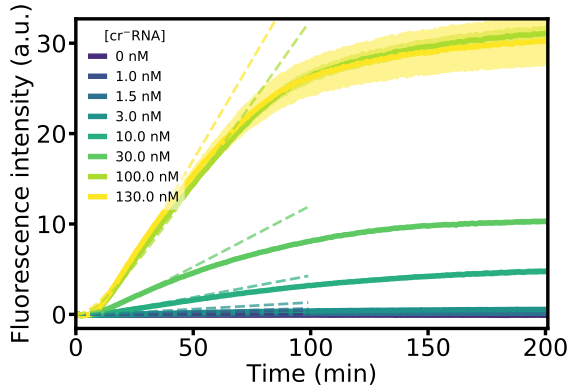 Fluorescence intensity (a.u.)
30
20
10
0
[cr⁻RNA]
0 nM
1.0 nM
1.5 nM
3.0 nM
10.0 nM
30.0 nM
100.0 nM
130.0 nM
0 50 100 150 200
Time (min)